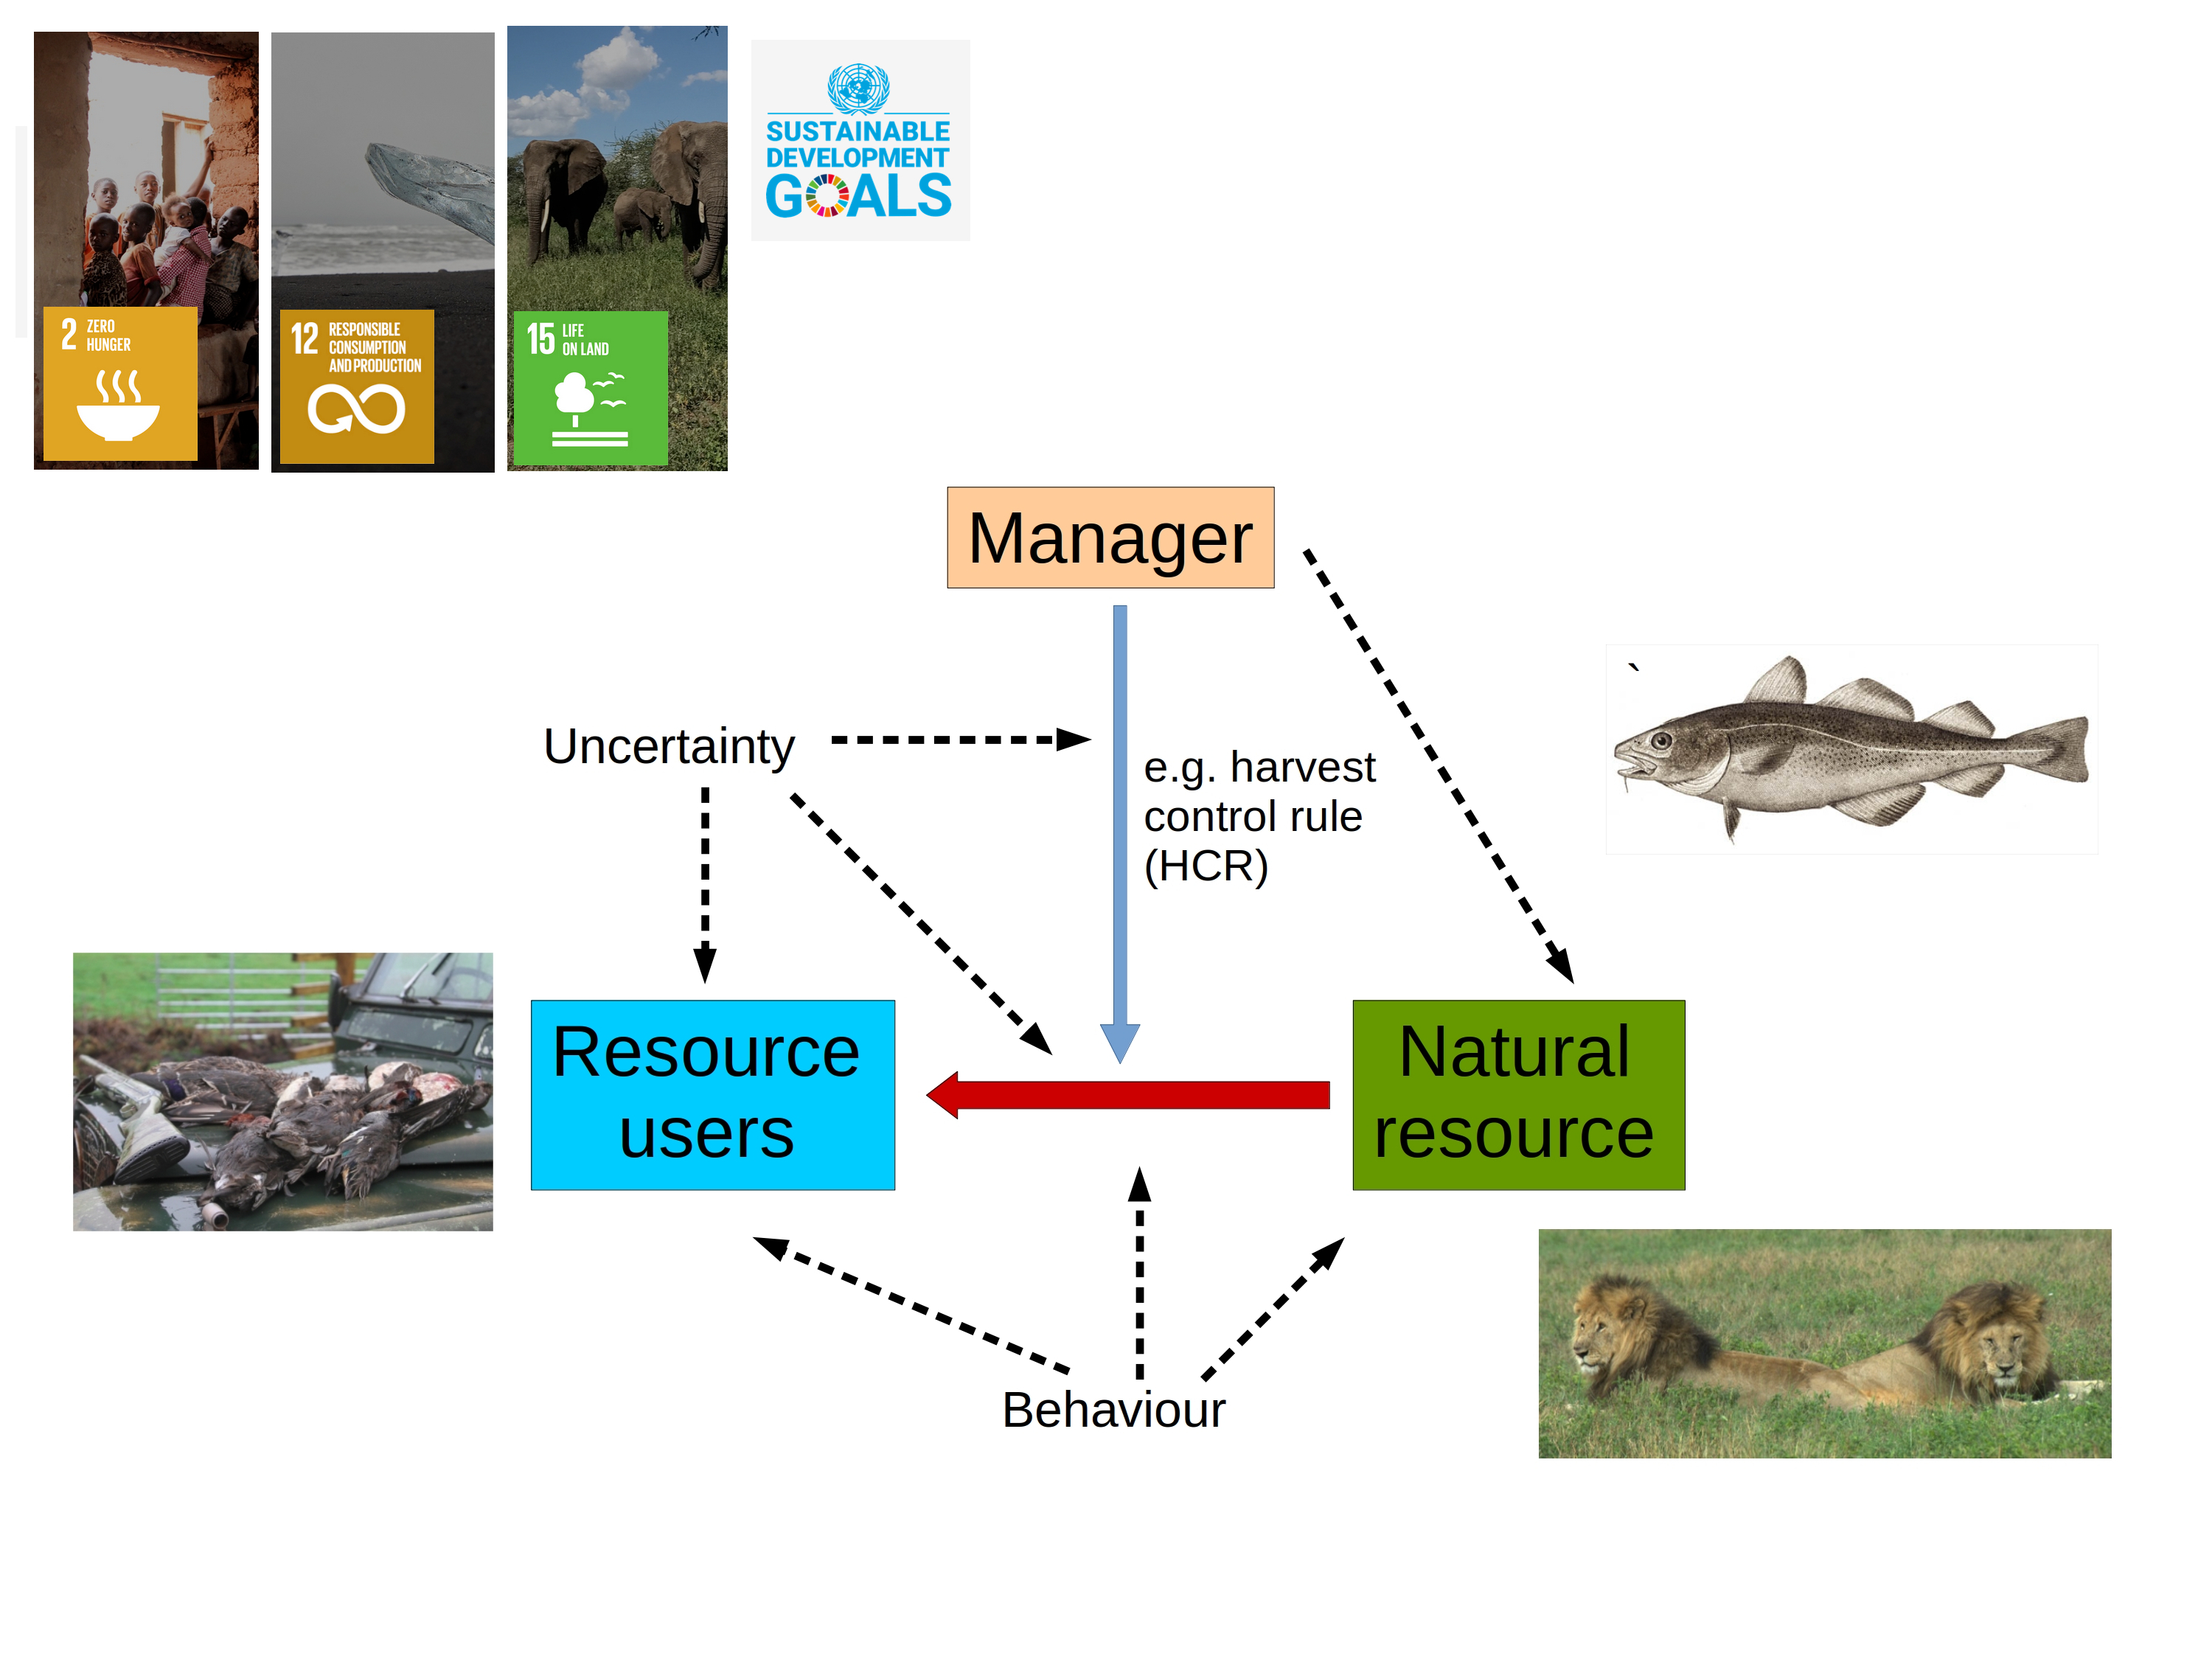 SUSTAINABLE
DEVELOPMENT
GOALS
2 ZERO
HUNGER
12 RESPONSIBLE
CONSUMPTION
AND PRODUCTION
15 LIFE
ON LAND
Manager
`
Uncertainty
e.g. harvest
control rule
(HCR)
Resource
users
Natural
resource
Behaviour